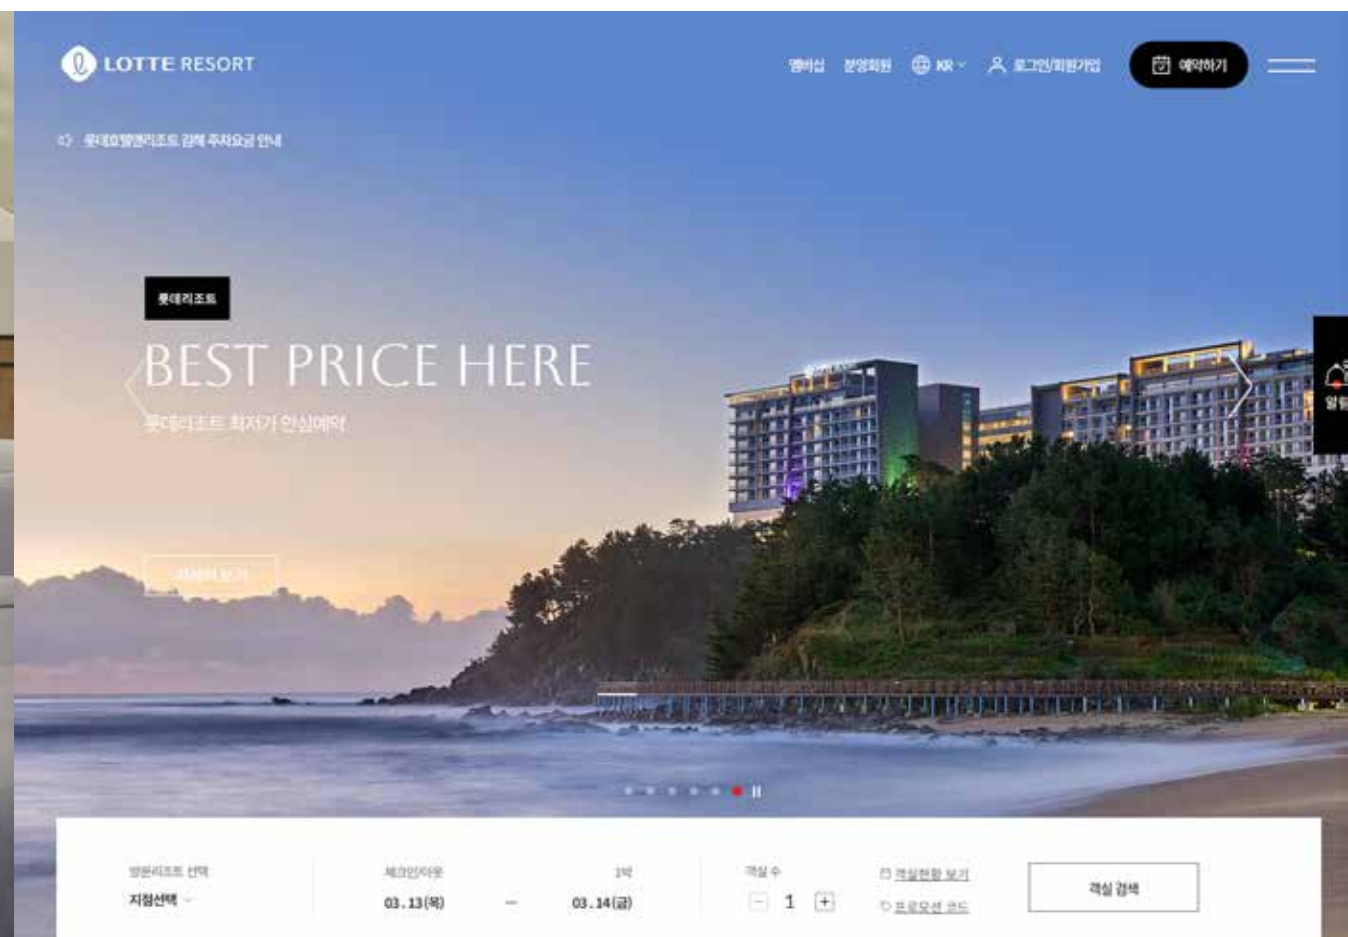 LOTTE RESORT
멤버십 분양회원 KR 로그인/회원가입 예약하기
롯데호텔앤리조트 김해 주차요금 안내
롯데리조트
BEST PRICE HERE
롯데리조트 최저가 안심예약
자세히 보기
방문리조트 선택 체크인/아웃 1박 객실 수
지점선택 03.13(목) — 03.14(금) - 1 +
객실현황 보기
프로모션 코드
객실 검색